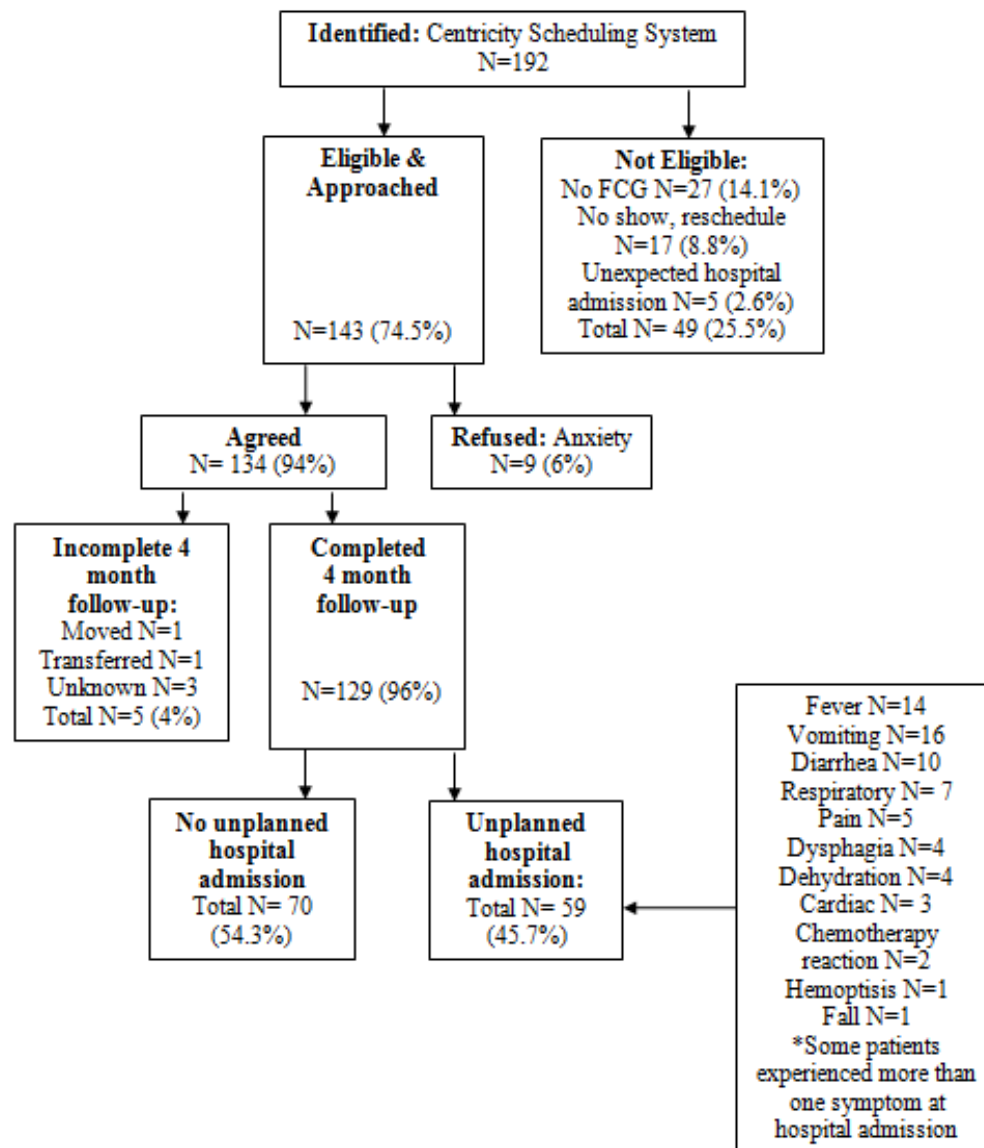 Identified: Centricity Scheduling System
N=192
Eligible &
Approached
N=143 (74.5%)
Not Eligible:
No FCG N=27 (14.1%)
No show, reschedule
N=17 (8.8%)
Unexpected hospital
admission N=5 (2.6%)
Total N= 49 (25.5%)
Agreed
N= 134 (94%)
Refused: Anxiety
N=9 (6%)
Incomplete 4
month
follow-up:
Moved N=1
Transferred N=1
Unknown N=3
Total N=5 (4%)
Completed
4 month
follow-up
N=129 (96%)
No unplanned
hospital
admission
Total N= 70
(54.3%)
Unplanned
hospital
admission:
Total N= 59
(45.7%)
Fever N=14
Vomiting N=16
Diarrhea N=10
Respiratory N= 7
Pain N=5
Dysphagia N=4
Dehydration N=4
Cardiac N= 3
Chemotherapy
reaction N=2
Hemoptisis N=1
Fall N=1
*Some patients
experienced more than
one symptom at
hospital admission